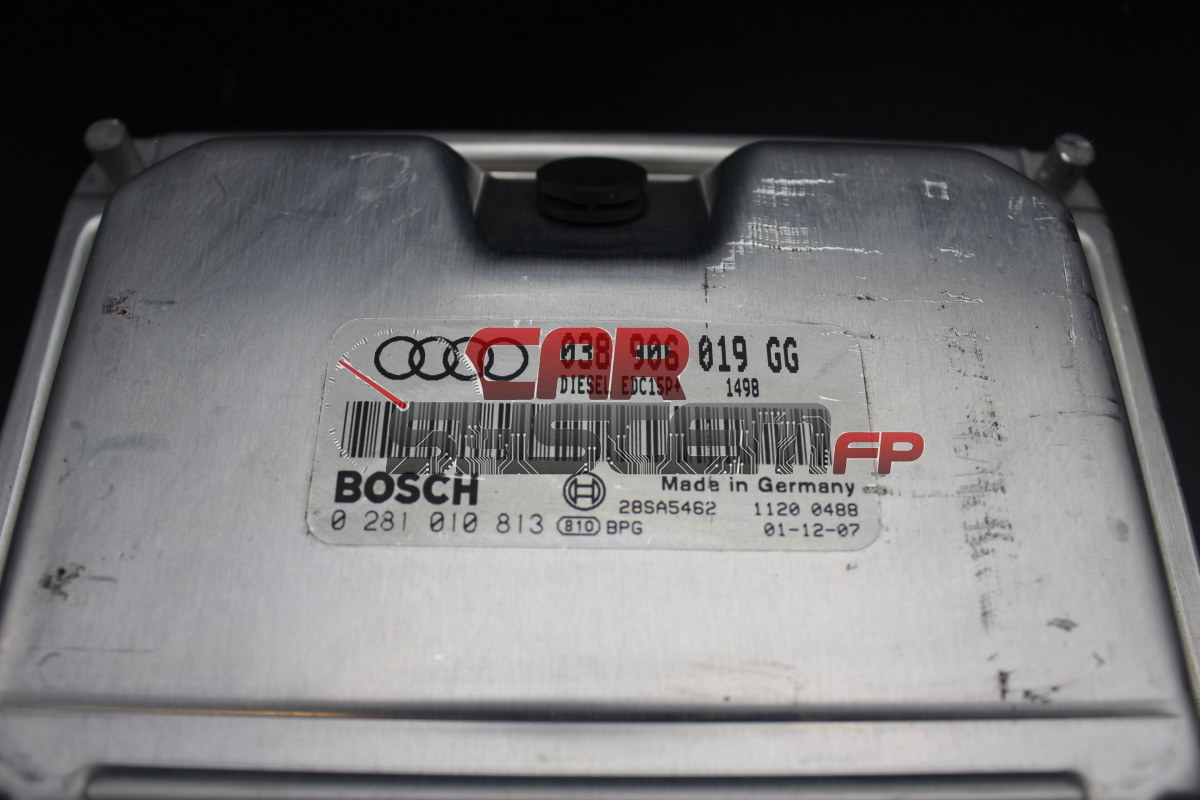 038 906 019 GG
DIESEL EDC15P+ 1498
CAR
systemFP
BOSCH
Made in Germany
28SA5462 1120 0488
0 281 010 813 810 BPG 01-12-07